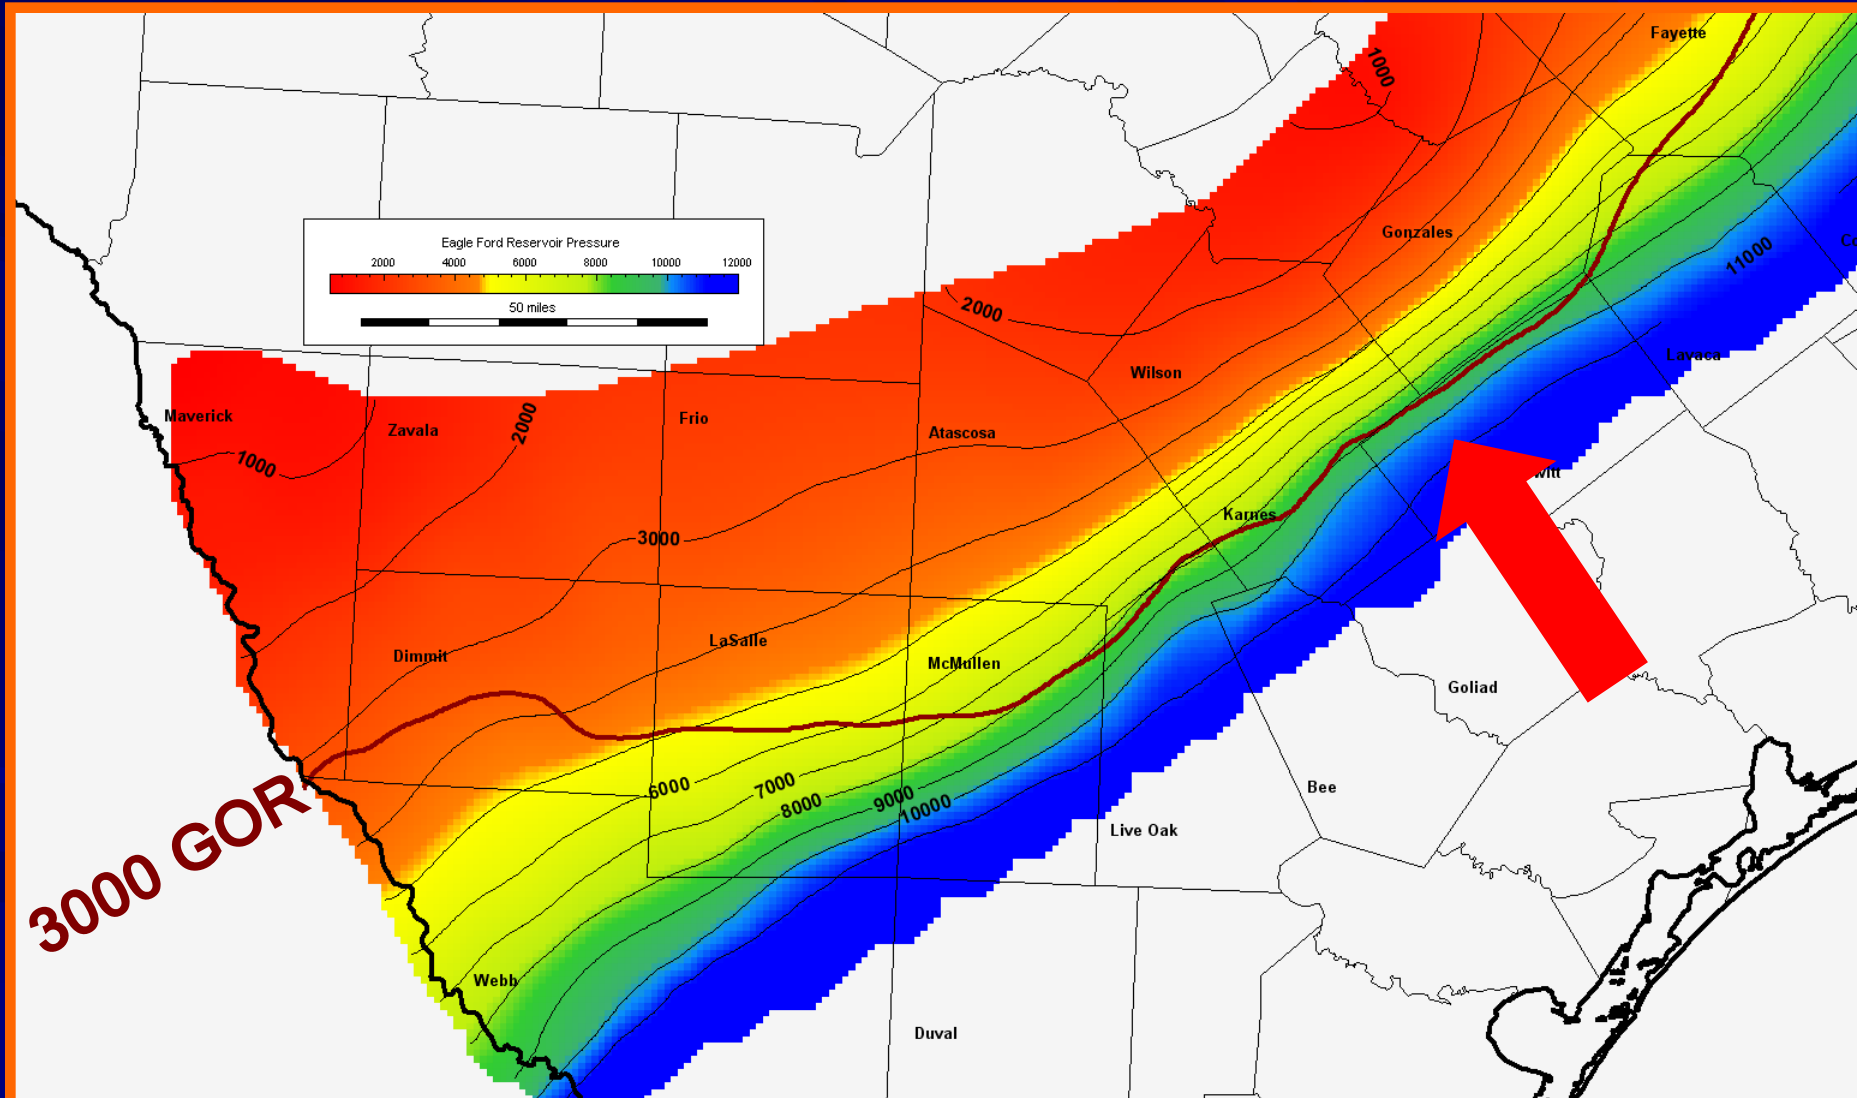 Fayette
1000
Gonzales
11000
Co
Eagle Ford Reservoir Pressure
2000 4000 6000 8000 10000 12000
50 miles
2000
Lavaca
Wilson
Maverick
Zavala
2000
Frio
Atascosa
1000
witt
Karnes
3000
Dimmit
LaSalle
McMullen
Goliad
3000 GOR
6000
7000
8000
9000
10000
Bee
Live Oak
Webb
Duval